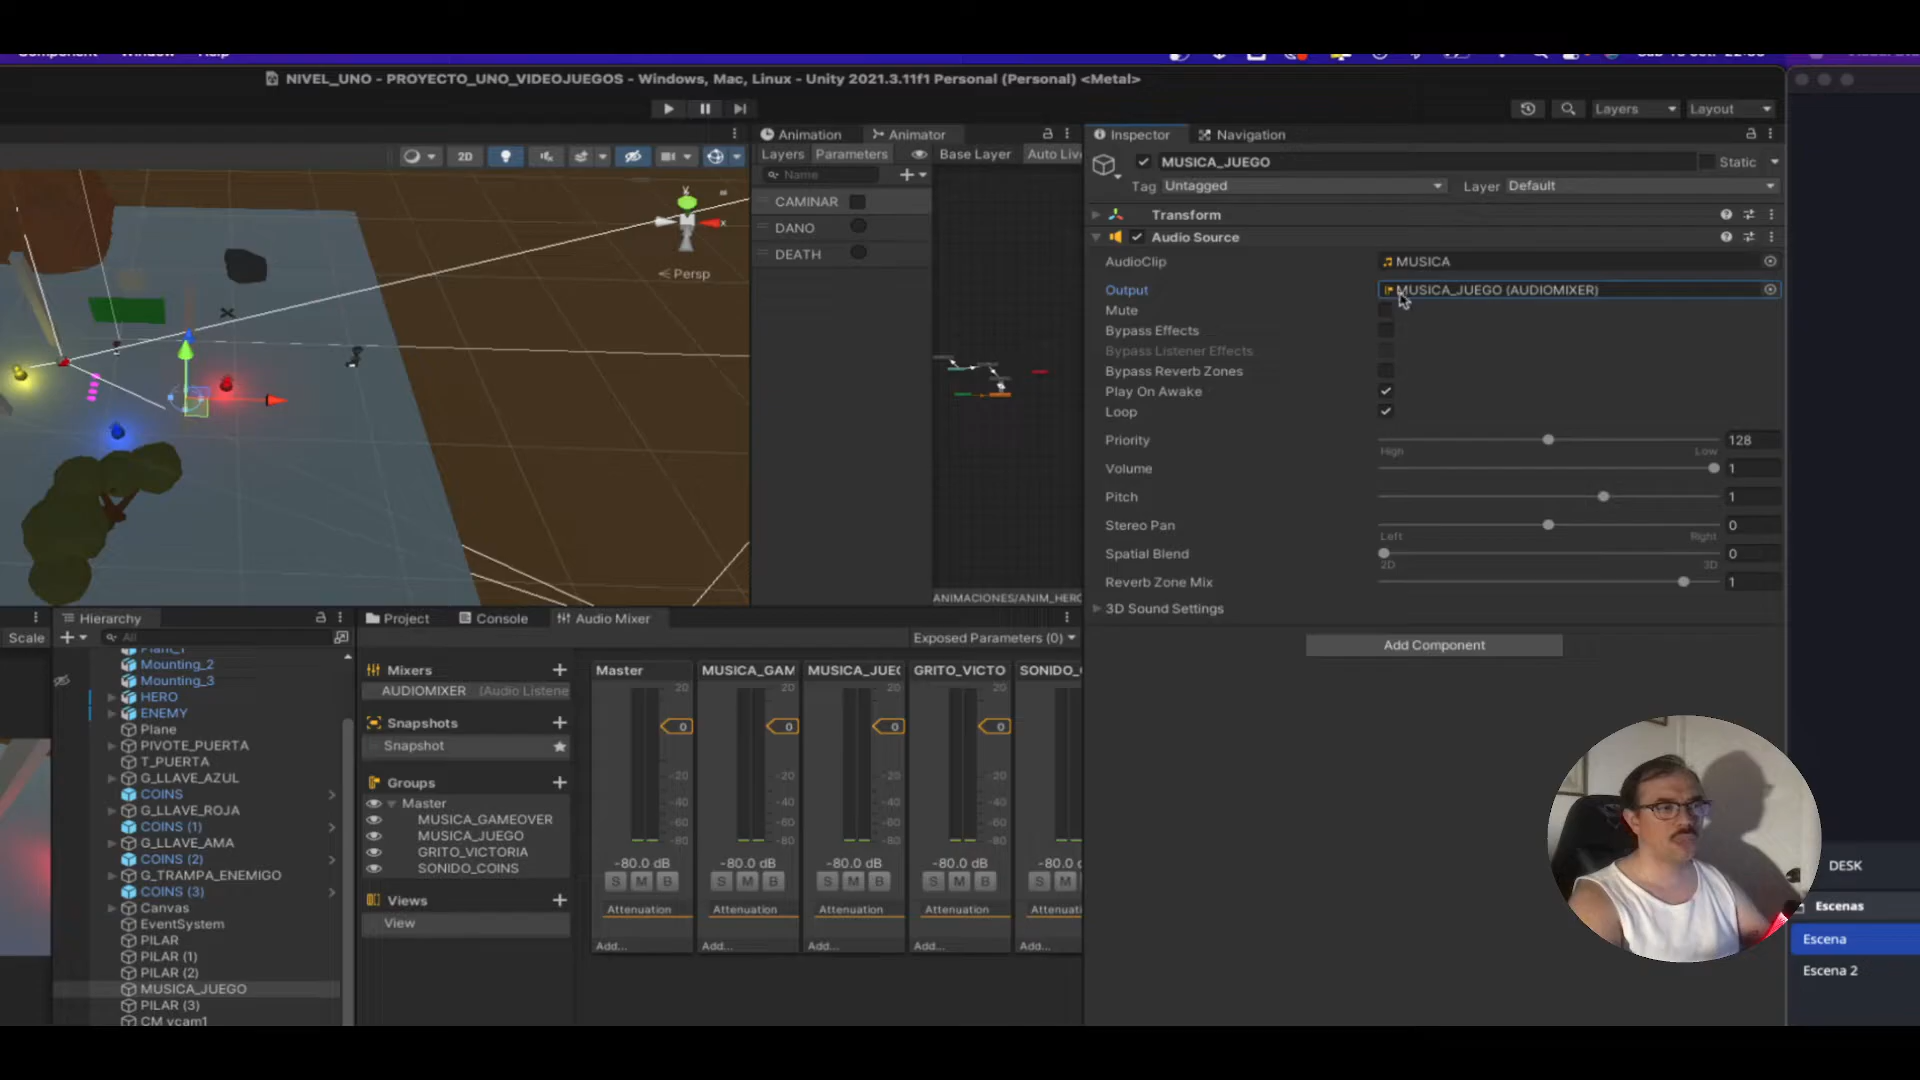 Component Window Help
NIVEL_UNO - PROYECTO_UNO_VIDEOJUEGOS - Windows, Mac, Linux - Unity 2021.3.11f1 Personal (Personal) <Metal>
Layers
Layout
Animation
Animator
Inspector
Navigation
2D
Layers
Parameters
Base Layer
Auto Live
MUSICA_JUEGO
Static
Name
Tag
Untagged
Layer
Default
CAMINAR
DANO
DEATH
Persp
y
x
Transform
Audio Source
AudioClip
MUSICA
Output
MUSICA_JUEGO (AUDIOMIXER)
Mute
Bypass Effects
Bypass Listener Effects
Bypass Reverb Zones
Play On Awake
Loop
Priority
128
High
Low
Volume
1
Pitch
1
Stereo Pan
0
Left
Right
Spatial Blend
0
2D
3D
Reverb Zone Mix
1
3D Sound Settings
Add Component
ANIMACIONES/ANIM_HERO
Scale
Hierarchy
All
Plant_1
Mounting_2
Mounting_3
HERO
ENEMY
Plane
PIVOTE_PUERTA
T_PUERTA
G_LLAVE_AZUL
COINS
G_LLAVE_ROJA
COINS (1)
G_LLAVE_AMA
COINS (2)
G_TRAMPA_ENEMIGO
COINS (3)
Canvas
EventSystem
PILAR
PILAR (1)
PILAR (2)
MUSICA_JUEGO
PILAR (3)
CM vcam1
Project
Console
Audio Mixer
Exposed Parameters (0)
Mixers
AUDIOMIXER (Audio Listene
Snapshots
Snapshot
Groups
Master
MUSICA_GAMEOVER
MUSICA_JUEGO
GRITO_VICTORIA
SONIDO_COINS
Views
View
Master
MUSICA_GAM
MUSICA_JUEG
GRITO_VICTO
SONIDO_
20 20 20 20
0 0 0 0
-20 -20 -20 -20
-40 -40 -40 -40
-60 -60 -60 -60
-80 -80 -80 -80
-80.0 dB -80.0 dB -80.0 dB -80.0 dB -80.0
S M B S M B S M B S M B S M
Attenuation Attenuation Attenuation Attenuation Attenua
Add... Add... Add... Add... Add...
DESK
Escenas
Escena
Escena 2